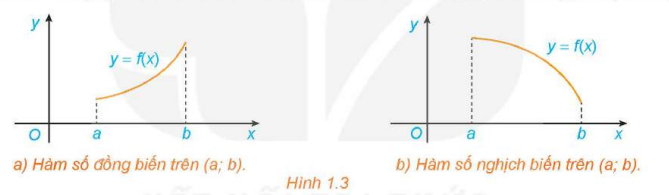 y
y = f(x)
O
a
b
x
a) Hàm số đồng biến trên (a; b).
y
y = f(x)
O
a
b
x
b) Hàm số nghịch biến trên (a; b).
Hình 1.3